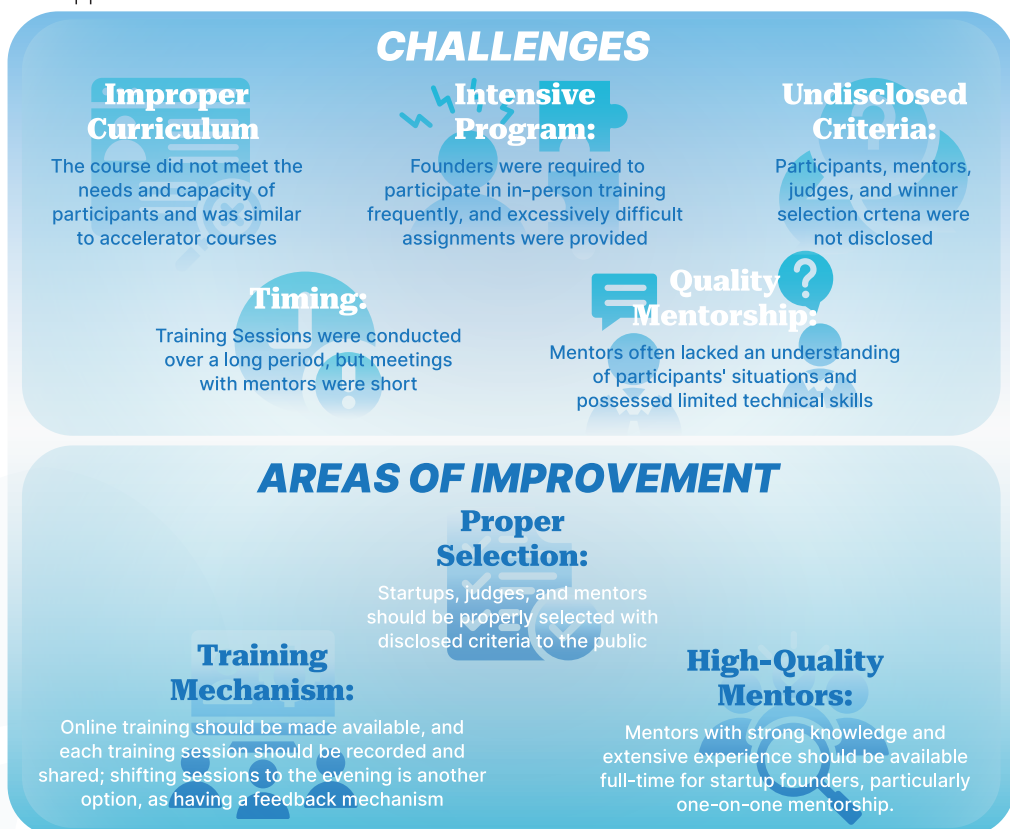 CHALLENGES
Improper
Curriculum
The course did not meet the
needs and capacity of
participants and was similar
to accelerator courses
Intensive
Program:
Founders were required to
participate in in-person training
frequently, and excessively difficult
assignments were provided
Undisclosed
Criteria:
Participants, mentors,
judges, and winner
selection crtena were
not disclosed
Timing:
Training Sessions were conducted
over a long period, but meetings
with mentors were short
Quality
Mentorship:
Mentors often lacked an understanding
of participants' situations and
possessed limited technical skills
AREAS OF IMPROVEMENT
Proper
Selection:
Startups, judges, and mentors
should be properly selected with
disclosed criteria to the public
Training
Mechanism:
Online training should be made available, and
each training session should be recorded and
shared; shifting sessions to the evening is another
option, as having a feedback mechanism
High-Quality
Mentors:
Mentors with strong knowledge and
extensive experience should be available
full-time for startup founders, particularly
one-on-one mentorship.